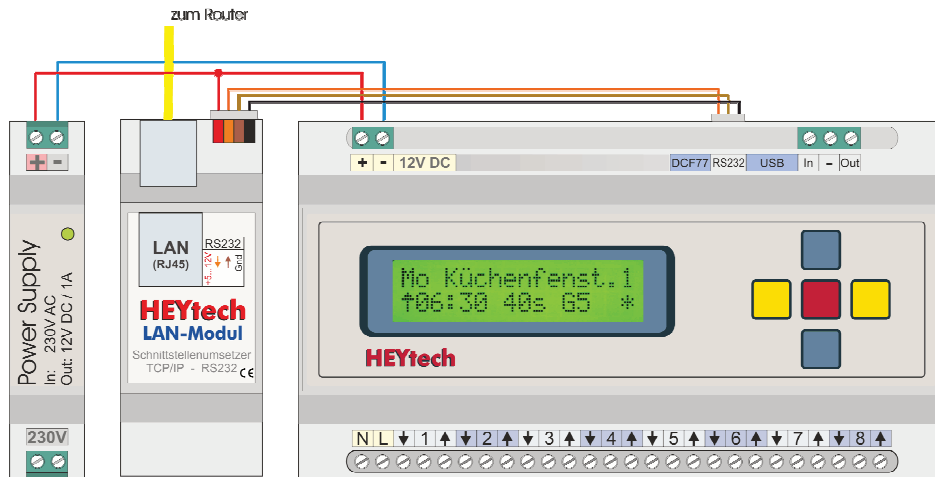 zum Router
+ -
Power Supply
In: 230V AC
Out: 12V DC / 1A
230V
LAN
(RJ45)
RS232
+5... 12V
↓ ↑
Grd
HEYtech
LAN-Modul
Schnittstellenumsetzer
TCP/IP - RS232
CE
+ - 12V DC
DCF77 RS232 USB In - Out
Mo Küchenfenst.1
↑06:30 40s G5 *
HEYtech
N L ↓ 1 ↑ ↓ 2 ↑ ↓ 3 ↑ ↓ 4 ↑ ↓ 5 ↑ ↓ 6 ↑ ↓ 7 ↑ ↓ 8 ↑